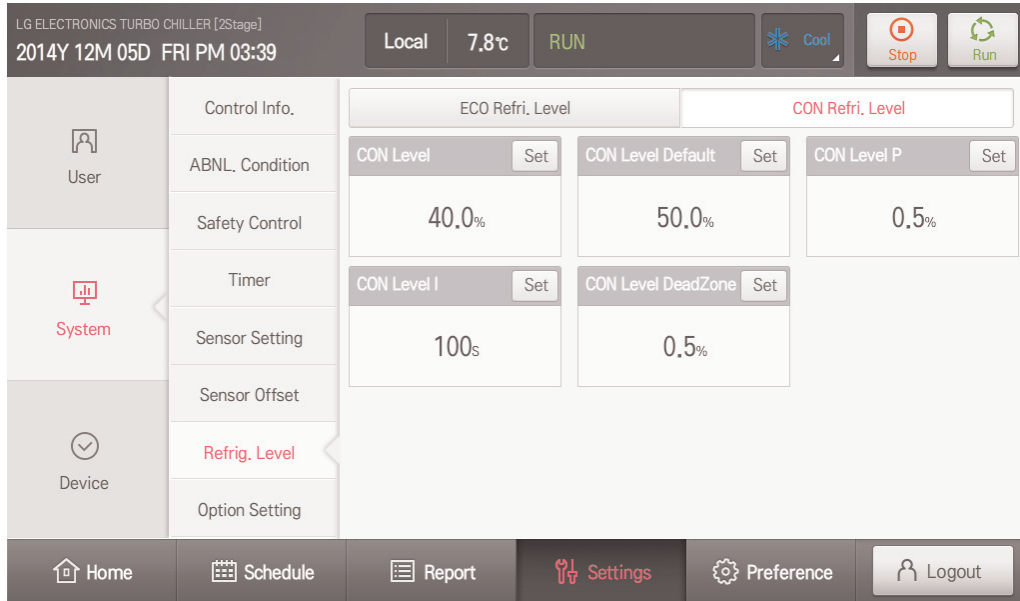 LG ELECTRONICS TURBO CHILLER [2Stage]
2014Y 12M 05D FRI PM 03:39
Local 7.8℃ RUN Cool
Stop Run
User
System
Device
Control Info.
ABNL. Condition
Safety Control
Timer
Sensor Setting
Sensor Offset
Refrig. Level
Option Setting
ECO Refri. Level CON Refri. Level
CON Level Set CON Level Default Set CON Level P Set
40.0% 50.0% 0.5%
CON Level I Set CON Level DeadZone Set
100s 0.5%
Home Schedule Report Settings Preference Logout